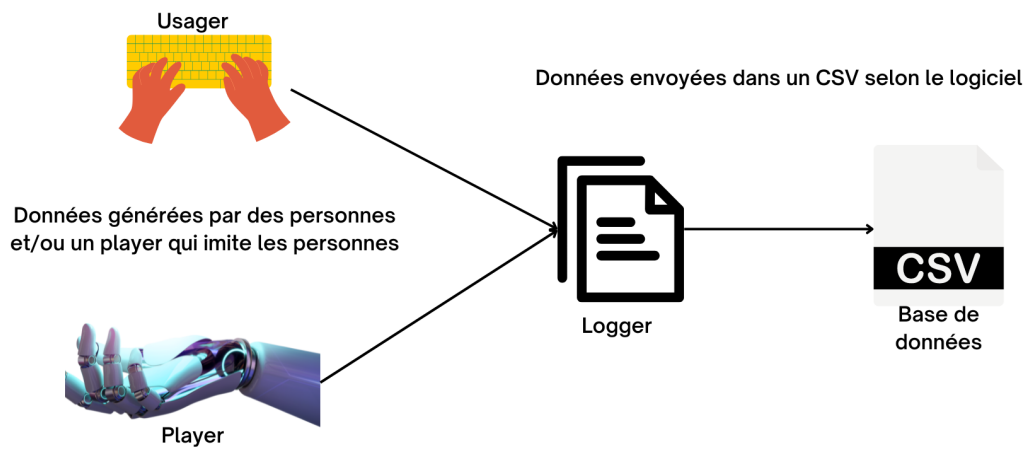 Usager
Données envoyées dans un CSV selon le logiciel
Données générées par des personnes
et/ou un player qui imite les personnes
CSV
Logger
Base de
données
Player